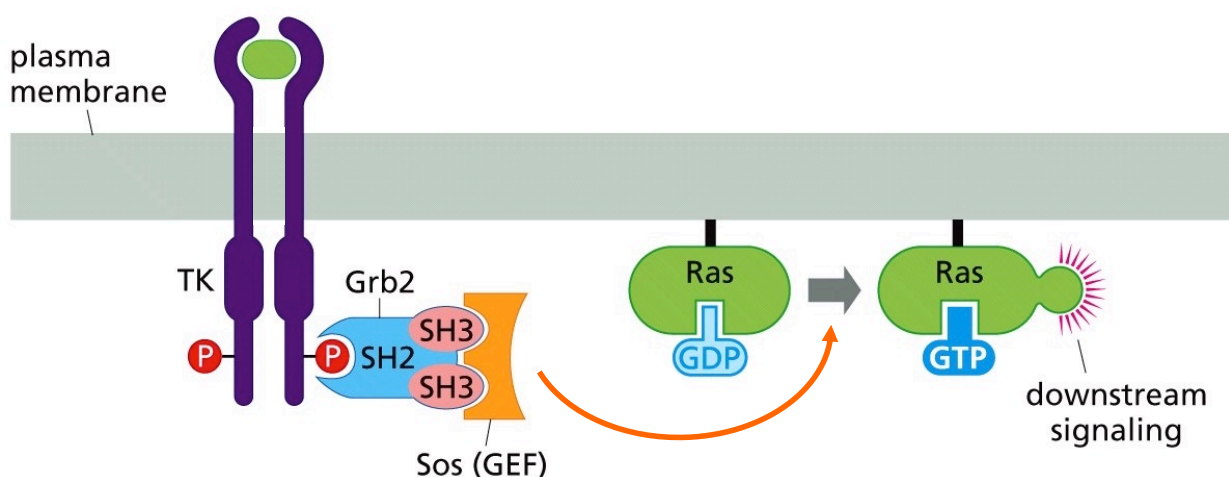 plasma
membrane
TK
Grb2
P
P
SH2
SH3
SH3
Sos (GEF)
Ras
GDP
Ras
GTP
downstream
signaling